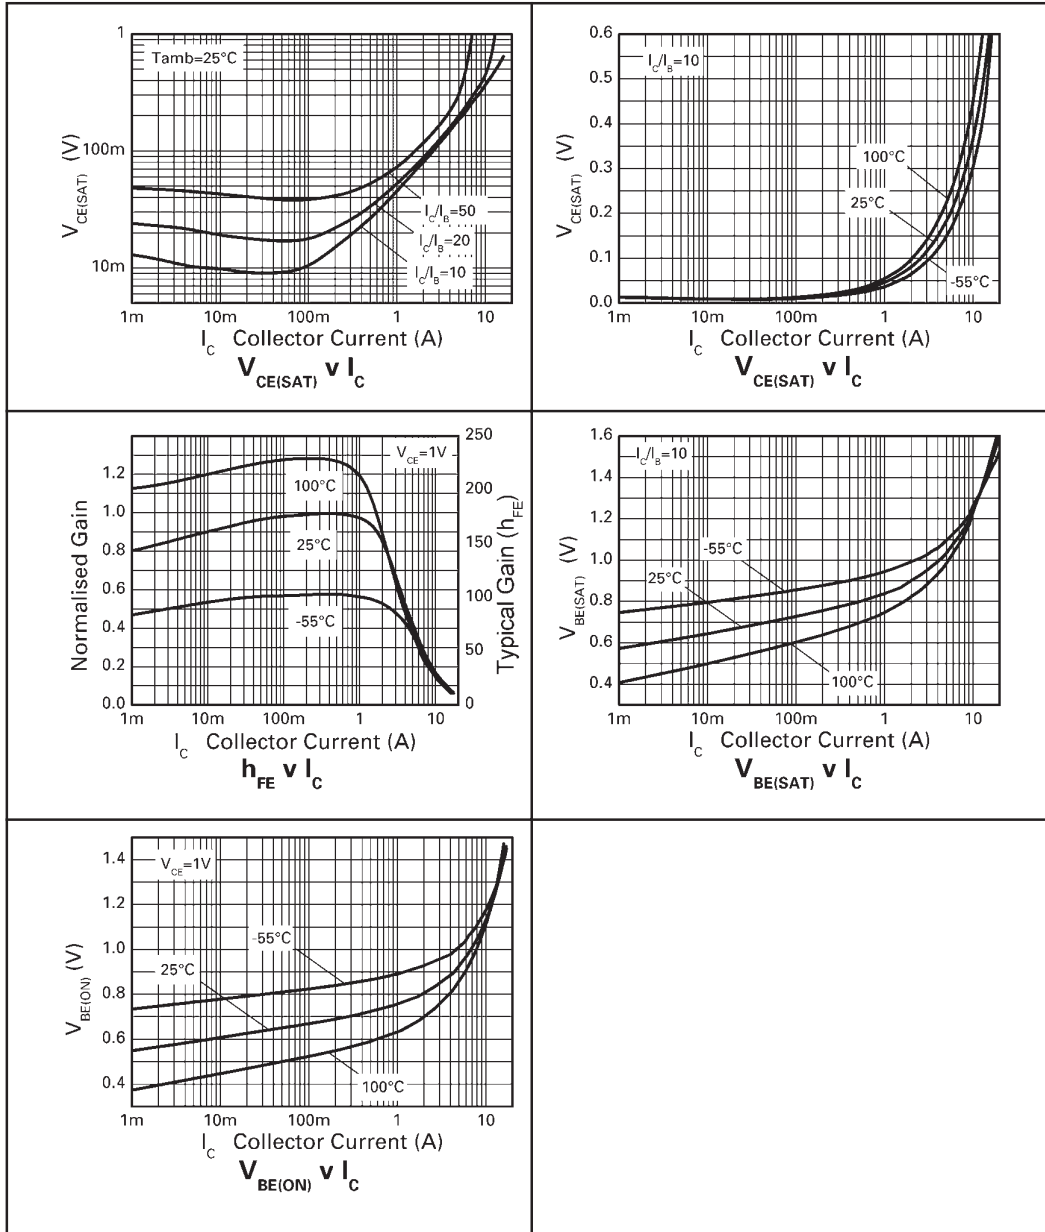 1
100m
10m
V_CE(SAT) (V)
Tamb=25°C
I_C/I_B=50
I_C/I_B=20
I_C/I_B=10
1m 10m 100m 1 10
I_C Collector Current (A)
V_CE(SAT) v I_C
0.6
0.5
0.4
0.3
0.2
0.1
0.0
V_CE(SAT) (V)
I_C/I_B=10
100°C
25°C
-55°C
1m 10m 100m 1 10
I_C Collector Current (A)
V_CE(SAT) v I_C
1.2
1.0
0.8
0.6
0.4
0.2
0.0
Normalised Gain
V_CE=1V
100°C
25°C
-55°C
250
200
150
100
50
0
Typical Gain (h_FE)
1m 10m 100m 1 10
I_C Collector Current (A)
h_FE v I_C
1.6
1.4
1.2
1.0
0.8
0.6
0.4
V_BE(SAT) (V)
I_C/I_B=10
-55°C
25°C
100°C
1m 10m 100m 1 10
I_C Collector Current (A)
V_BE(SAT) v I_C
1.4
1.2
1.0
0.8
0.6
0.4
V_BE(ON) (V)
V_CE=1V
-55°C
25°C
100°C
1m 10m 100m 1 10
I_C Collector Current (A)
V_BE(ON) v I_C